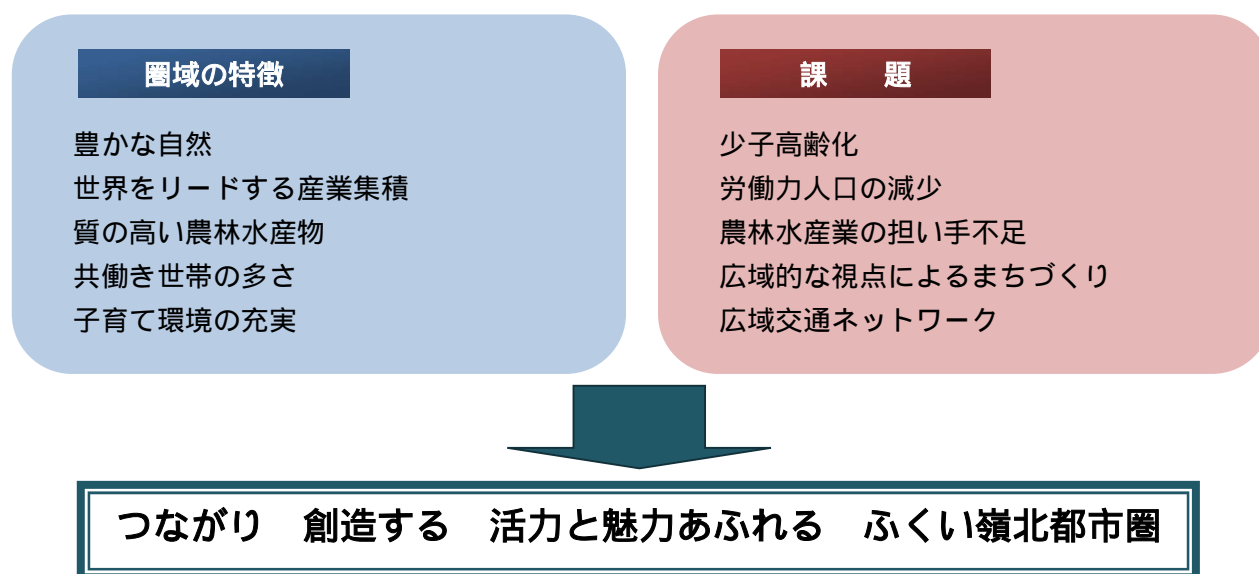 圏域の特徴
豊かな自然
世界をリードする産業集積
質の高い農林水産物
共働き世帯の多さ
子育て環境の充実
課　　題
少子高齢化
労働力人口の減少
農林水産業の担い手不足
広域的な視点によるまちづくり
広域交通ネットワーク
つながり　創造する　活力と魅力あふれる　ふくい嶺北都市圏